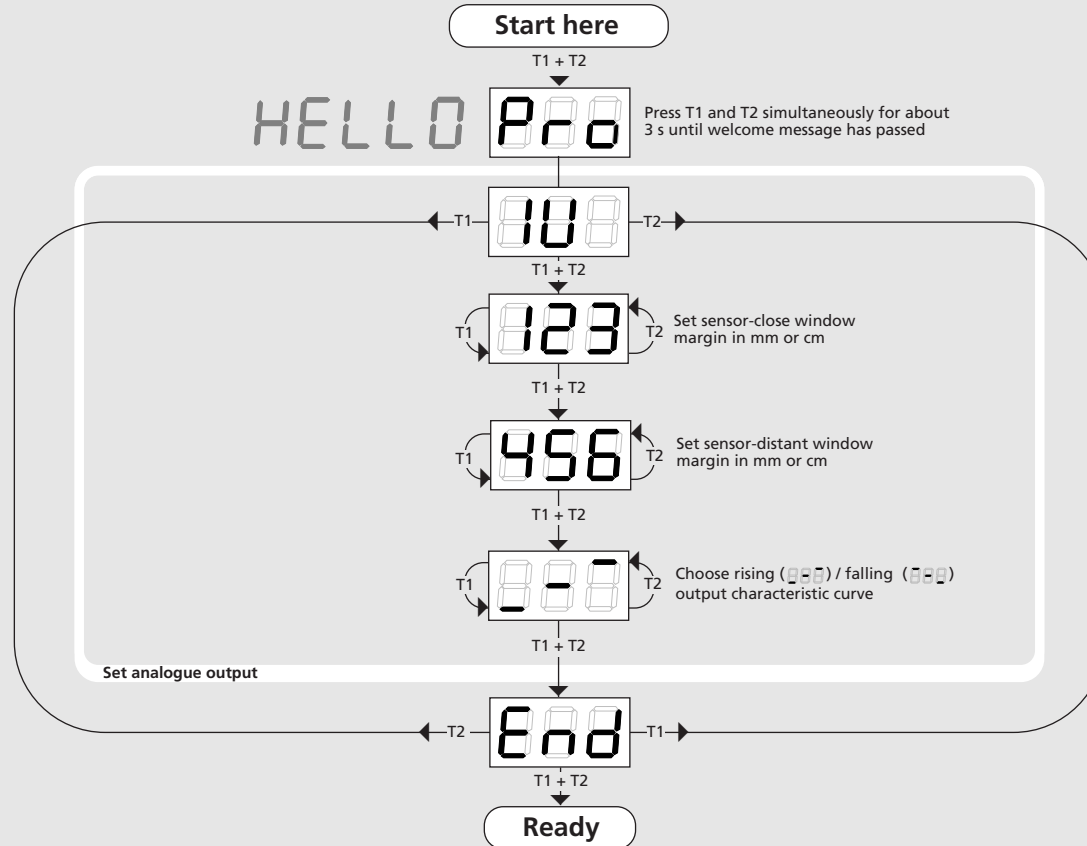 Start here
T1 + T2
HELLO Pro
Press T1 and T2 simultaneously for about
3 s until welcome message has passed
T1 IU T2
T1 + T2
T1 123 T2
Set sensor-close window
margin in mm or cm
T1 + T2
T1 456 T2
Set sensor-distant window
margin in mm or cm
T1 + T2
T1 _-‾ T2
Choose rising (_-‾) / falling (‾-_)
output characteristic curve
T1 + T2
Set analogue output
T2 End T1
T1 + T2
Ready